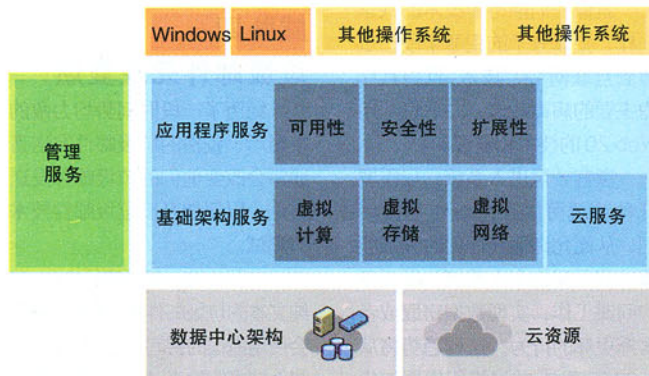 Windows Linux 其他操作系统 其他操作系统
管理
服务
应用程序服务 可用性 安全性 扩展性
基础架构服务 虚拟
计算 虚拟
存储 虚拟
网络 云服务
数据中心架构 云资源